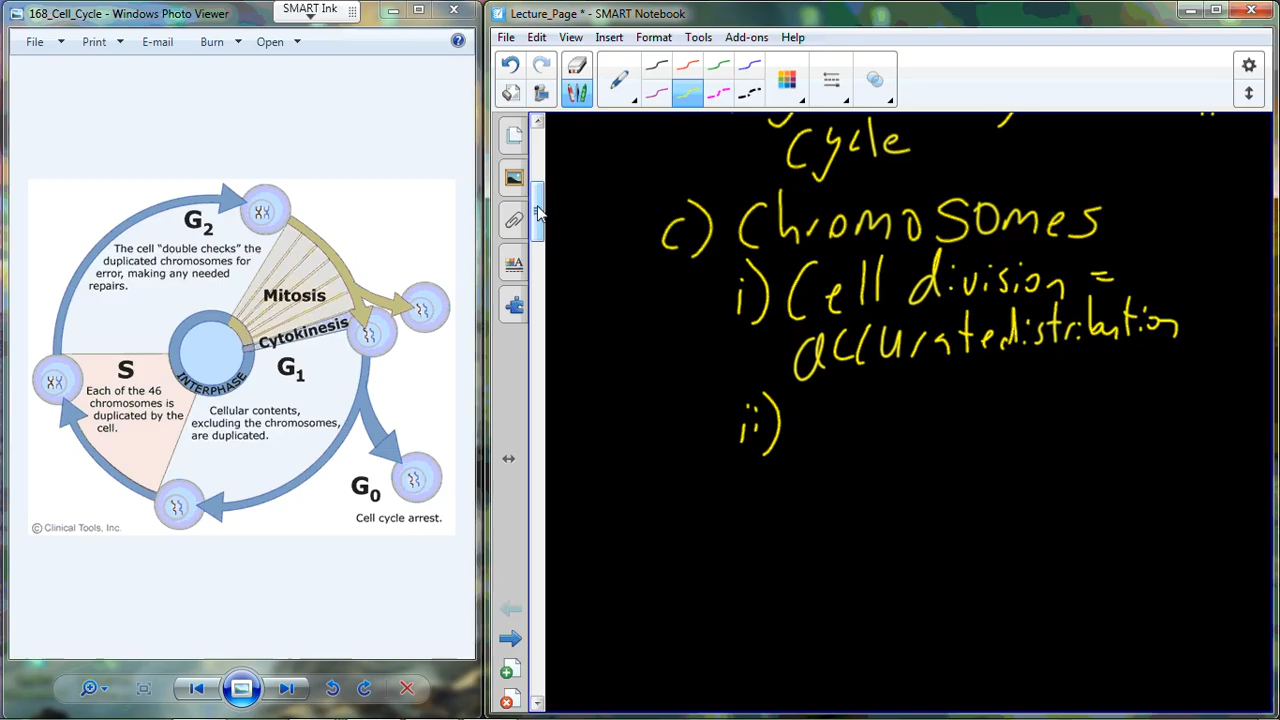 168_Cell_Cycle - Windows Photo Viewer
SMART Ink
File Print E-mail Burn Open
G2
The cell "double checks" the
duplicated chromosomes for
error, making any needed
repairs.
Mitosis
Cytokinesis
INTERPHASE
S
Each of the 46
chromosomes is
duplicated by the
cell.
G1
Cellular contents,
excluding the chromosomes,
are duplicated.
G0
Cell cycle arrest.
© Clinical Tools, Inc.
Lecture_Page * - SMART Notebook
File Edit View Insert Format Tools Add-ons Help
cycle
c) Chromosomes
i) Cell division =
accurate distribution
ii)